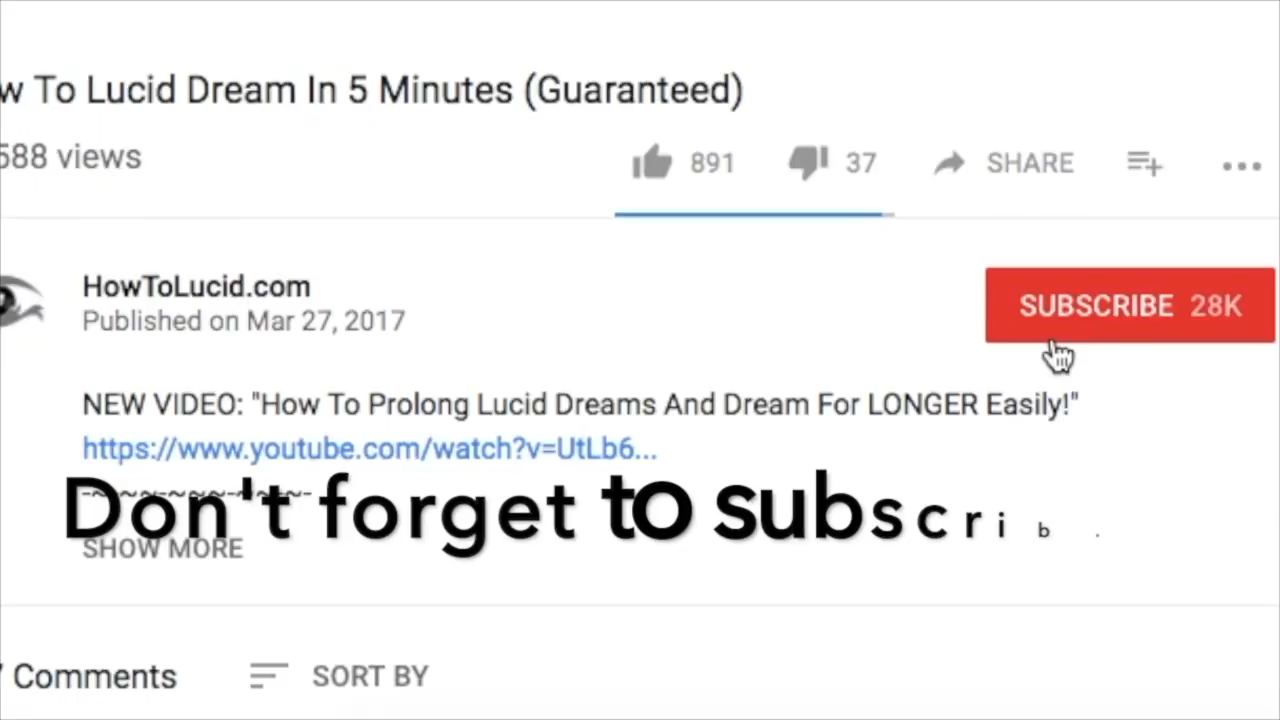 w To Lucid Dream In 5 Minutes (Guaranteed)
588 views
891 37 SHARE
HowToLucid.com
Published on Mar 27, 2017
SUBSCRIBE 28K
NEW VIDEO: "How To Prolong Lucid Dreams And Dream For LONGER Easily!"
https://www.youtube.com/watch?v=UtLb6...
Don't forget to subscrib
SHOW MORE
Comments
SORT BY